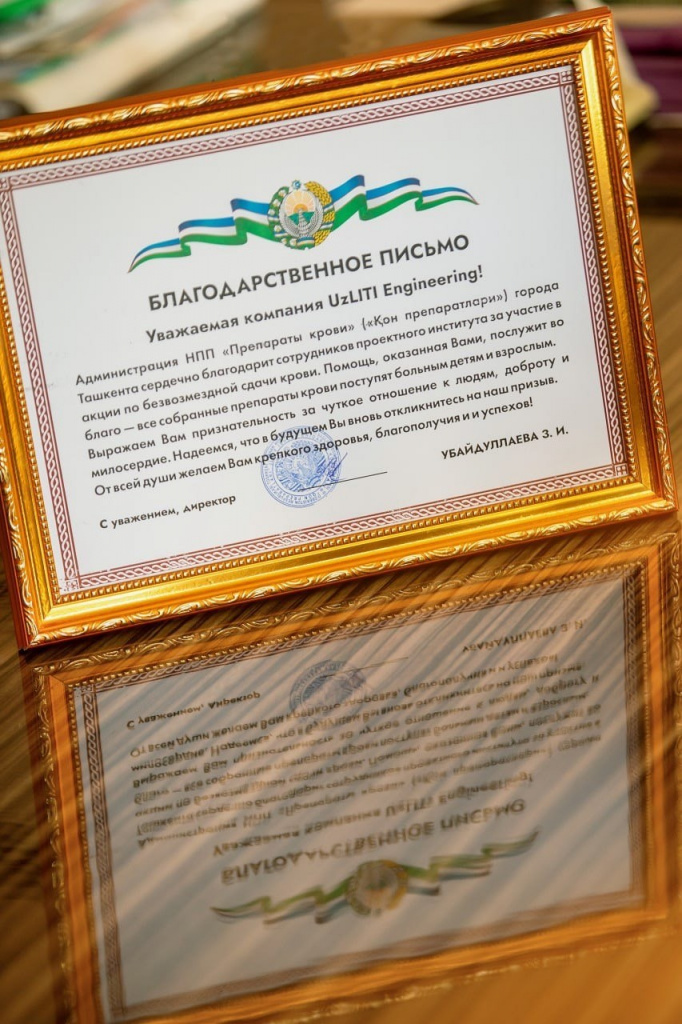 БЛАГОДАРСТВЕННОЕ ПИСЬМО
Уважаемая компания UzLITI Engineering!
Администрация НПП «Препараты крови» («Қон препаратлари») города
Ташкента сердечно благодарит сотрудников проектного института за участие в
акции по безвозмездной сдачи крови. Помощь, оказанная Вами, послужит во
благо — все собранные препараты крови поступят больным детям и взрослым.
Выражаем Вам признательность за чуткое отношение к людям, доброту и
милосердие. Надеемся, что в будущем Вы вновь откликнитесь на наш призыв.
От всей души желаем Вам крепкого здоровья, благополучия и и успехов!
С уважением, директор
УБАЙДУЛЛАЕВА З. И.